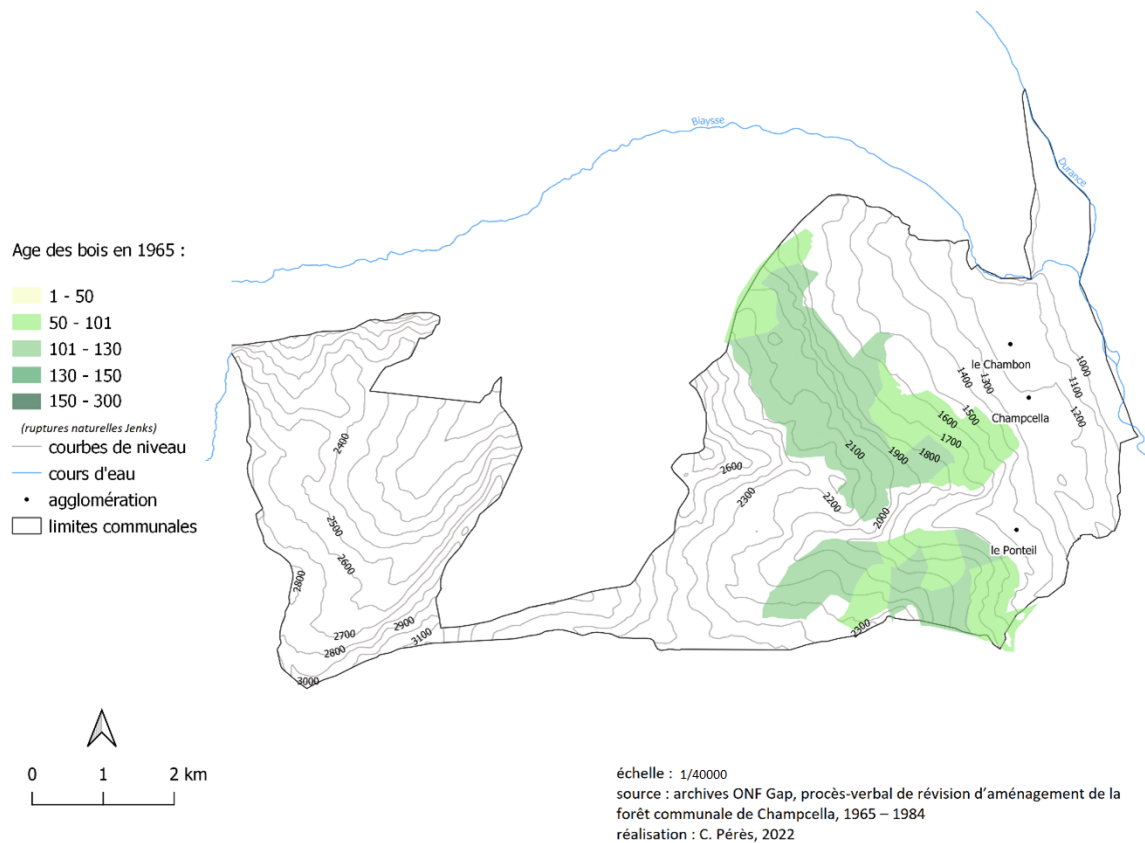 Biaysse
Durance
Age des bois en 1965 :
1 - 50
50 - 101
101 - 130
130 - 150
150 - 300
(ruptures naturelles Jenks)
courbes de niveau
cours d'eau
agglomération
limites communales
le Chambon
Champcella
le Ponteil
1000
1100
1200
1300
1400
1500
1600
1700
1800
1900
2100
2000
2200
2300
2600
2300
2400
2500
2600
2800
2700
2800
2900
3100
3000
0 1 2 km
échelle : 1/40000
source : archives ONF Gap, procès-verbal de révision d'aménagement de la
forêt communale de Champcella, 1965 – 1984
réalisation : C. Pérès, 2022